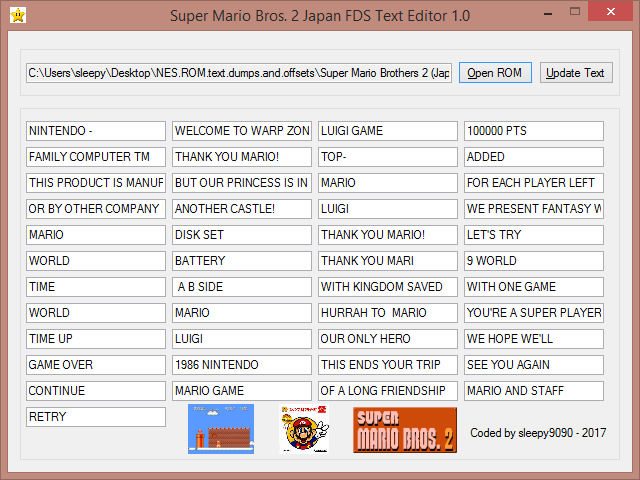 Super Mario Bros. 2 Japan FDS Text Editor 1.0
C:\Users\sleepy\Desktop\NES.ROM.text.dumps.and.offsets\Super Mario Brothers 2 (Jap
Open ROM
Update Text
NINTENDO -
WELCOME TO WARP ZON
LUIGI GAME
100000 PTS
FAMILY COMPUTER TM
THANK YOU MARIO!
TOP-
ADDED
THIS PRODUCT IS MANUF
BUT OUR PRINCESS IS IN
MARIO
FOR EACH PLAYER LEFT
OR BY OTHER COMPANY
ANOTHER CASTLE!
LUIGI
WE PRESENT FANTASY W
MARIO
DISK SET
THANK YOU MARIO!
LET'S TRY
WORLD
BATTERY
THANK YOU MARI
9 WORLD
TIME
A B SIDE
WITH KINGDOM SAVED
WITH ONE GAME
WORLD
MARIO
HURRAH TO  MARIO
YOU'RE A SUPER PLAYER
TIME UP
LUIGI
OUR ONLY HERO
WE HOPE WE'LL
GAME OVER
1986 NINTENDO
THIS ENDS YOUR TRIP
SEE YOU AGAIN
CONTINUE
MARIO GAME
OF A LONG FRIENDSHIP
MARIO AND STAFF
RETRY
SUPER
MARIO BROS. 2
Coded by sleepy9090 - 2017